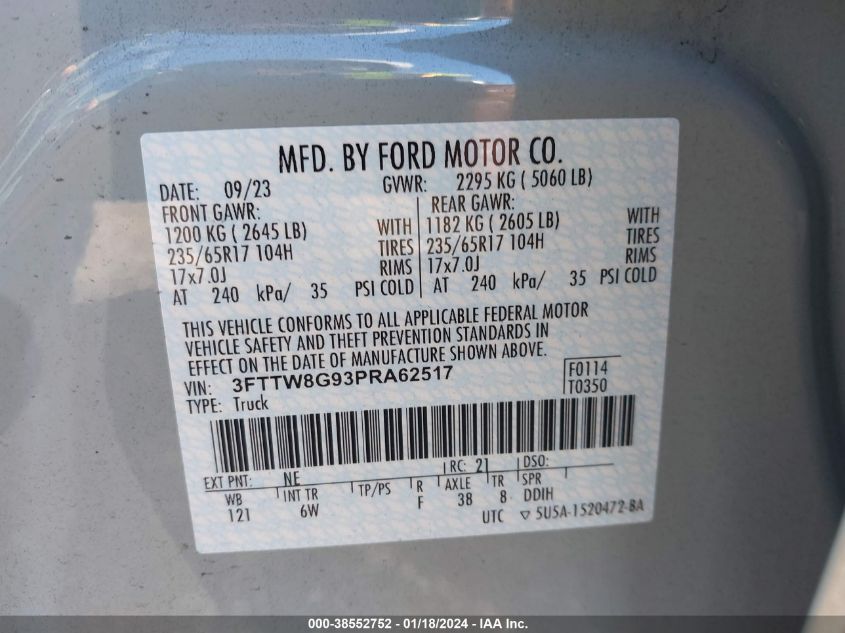 MFD. BY FORD MOTOR CO.
DATE: 09/23 GVWR: 2295 KG ( 5060 LB)
FRONT GAWR: REAR GAWR:
1200 KG ( 2645 LB) WITH 1182 KG ( 2605 LB) WITH
235/65R17 104H TIRES 235/65R17 104H TIRES
17x7.0J RIMS 17x7.0J RIMS
AT 240 kPa/ 35 PSI COLD AT 240 kPa/ 35 PSI COLD
THIS VEHICLE CONFORMS TO ALL APPLICABLE FEDERAL MOTOR
VEHICLE SAFETY AND THEFT PREVENTION STANDARDS IN
EFFECT ON THE DATE OF MANUFACTURE SHOWN ABOVE.
VIN: 3FTTW8G93PRA62517 F0114
TYPE: Truck T0350
EXT PNT: NE RC: 21 DSO:
WB INT TR TP/PS R AXLE TR SPR
121 6W F 38 8 DDIH
UTC ▽ 5U5A-1520472-BA
000-38552752 - 01/18/2024 - IAA Inc.